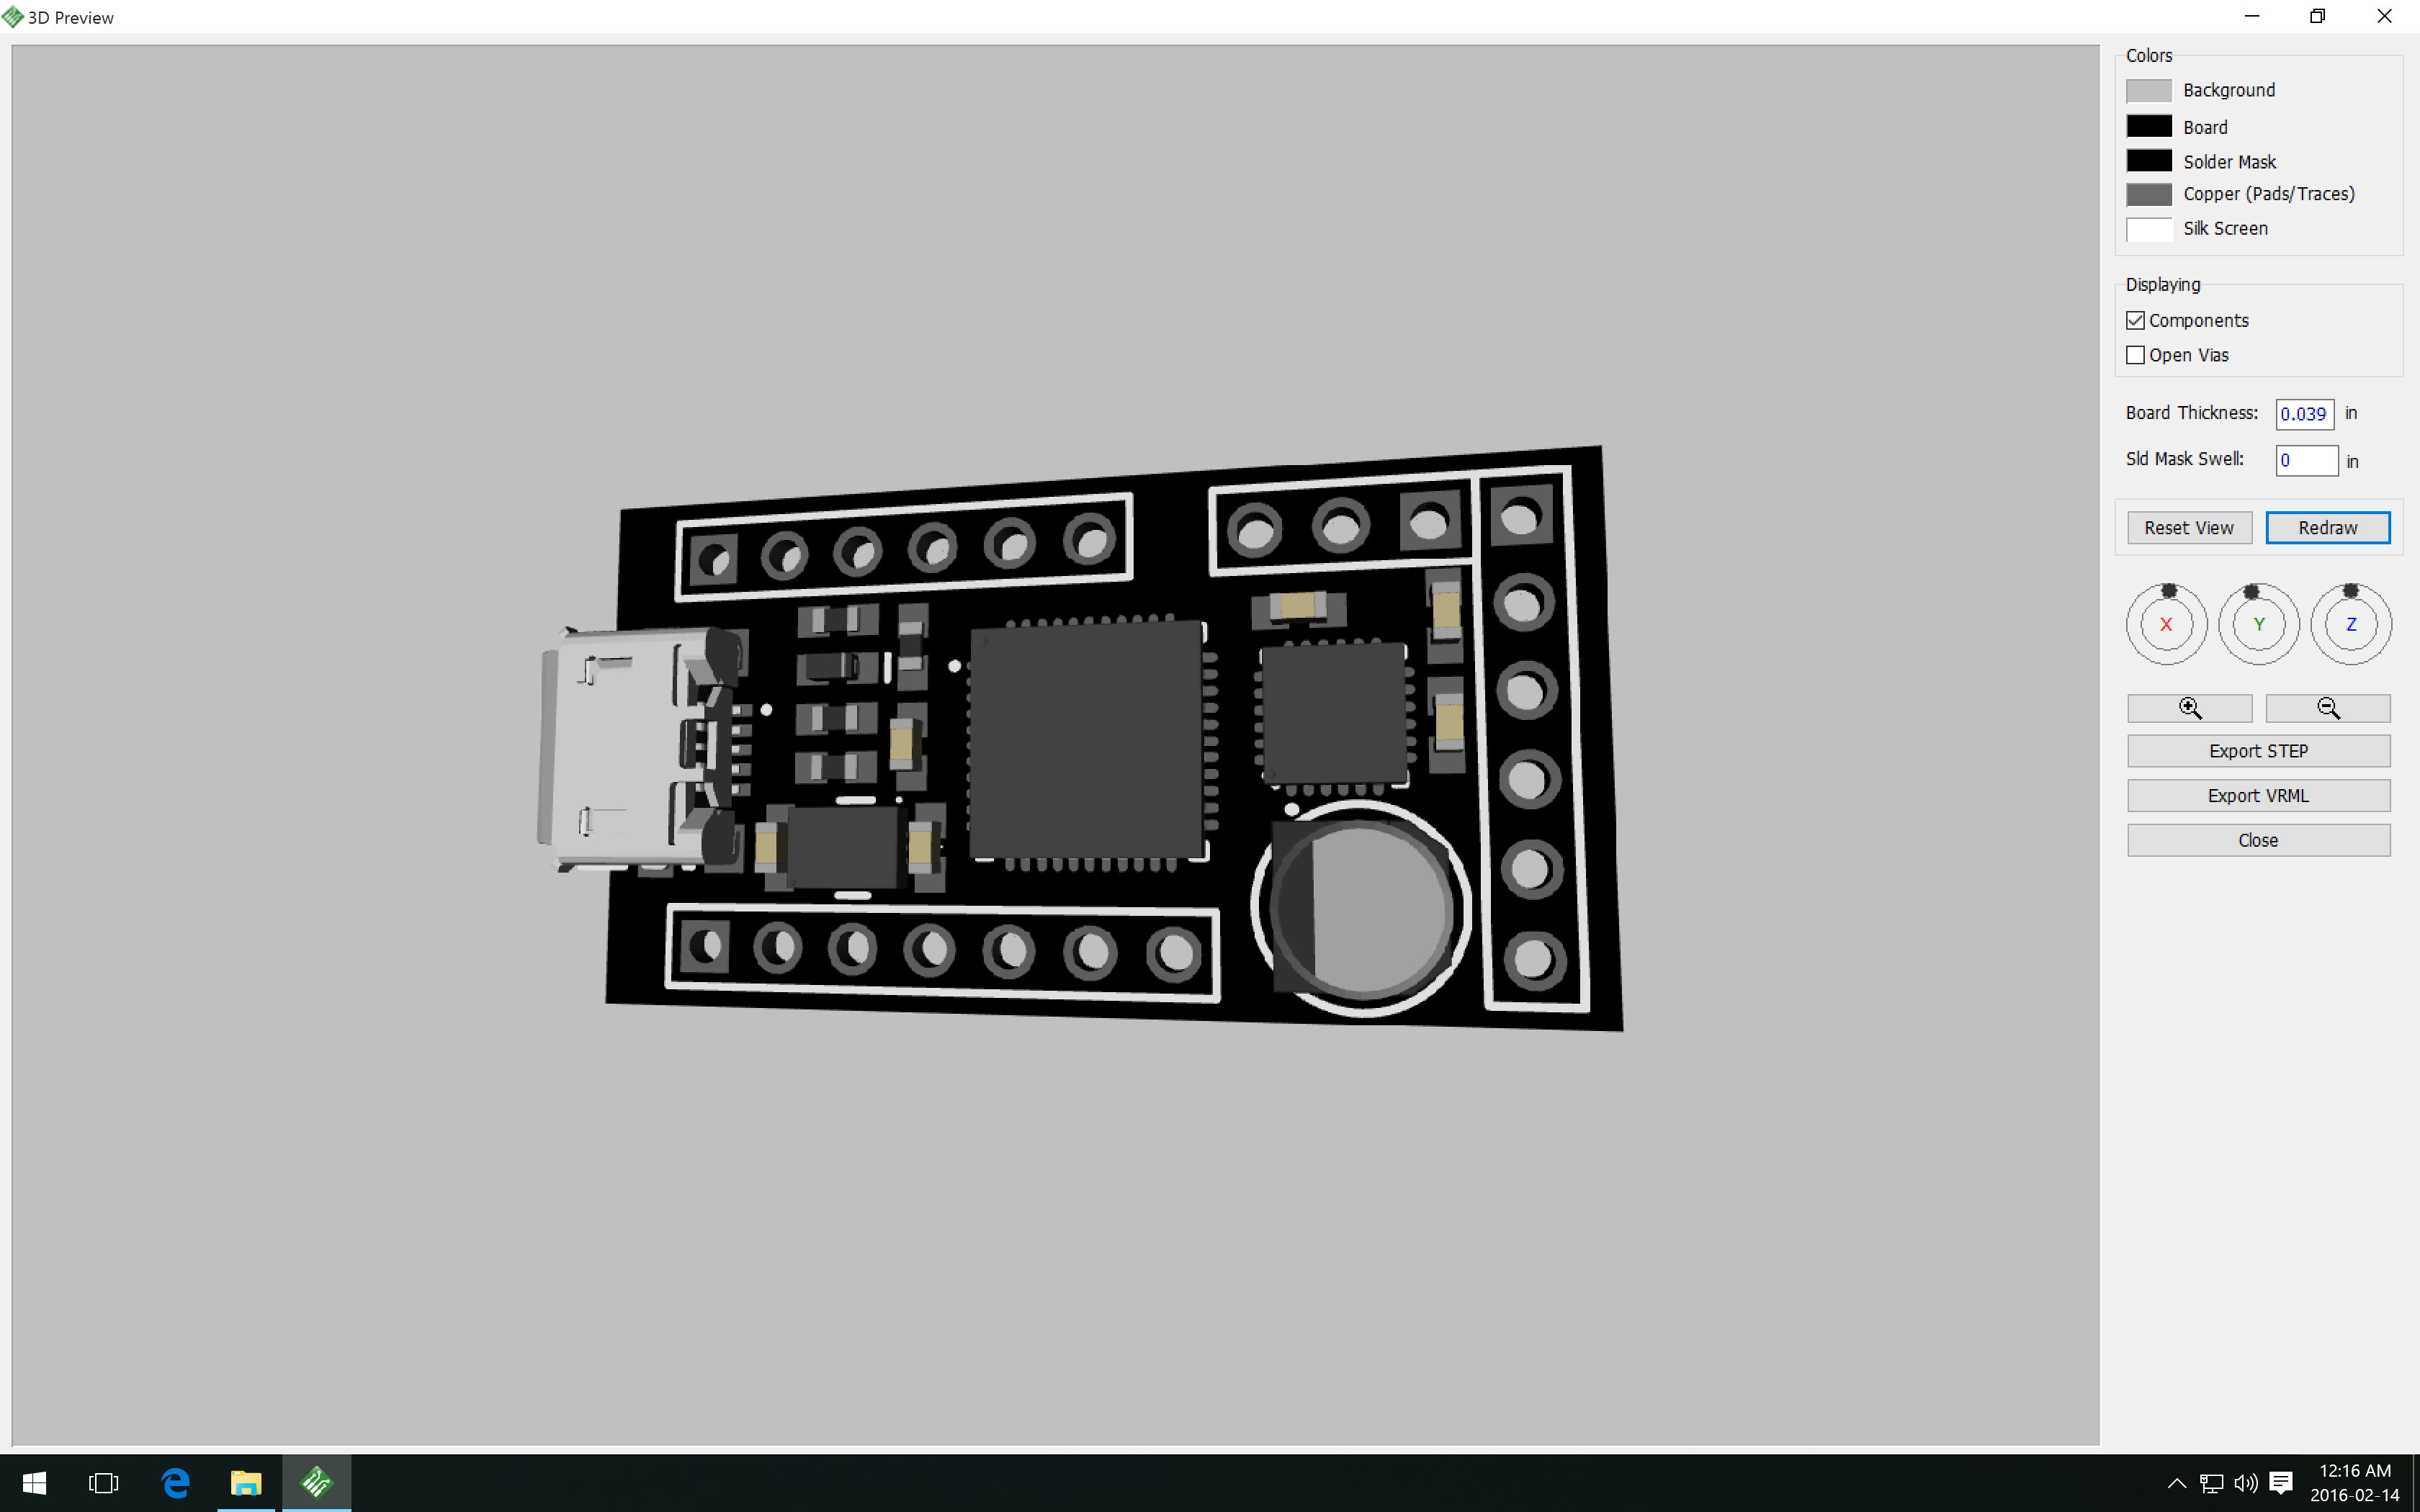 3D Preview
Colors
Background
Board
Solder Mask
Copper (Pads/Traces)
Silk Screen
Displaying
Components
Open Vias
Board Thickness: 0.039 in
Sld Mask Swell: 0 in
Reset View Redraw
X Y Z
Export STEP
Export VRML
Close
12:16 AM
2016-02-14